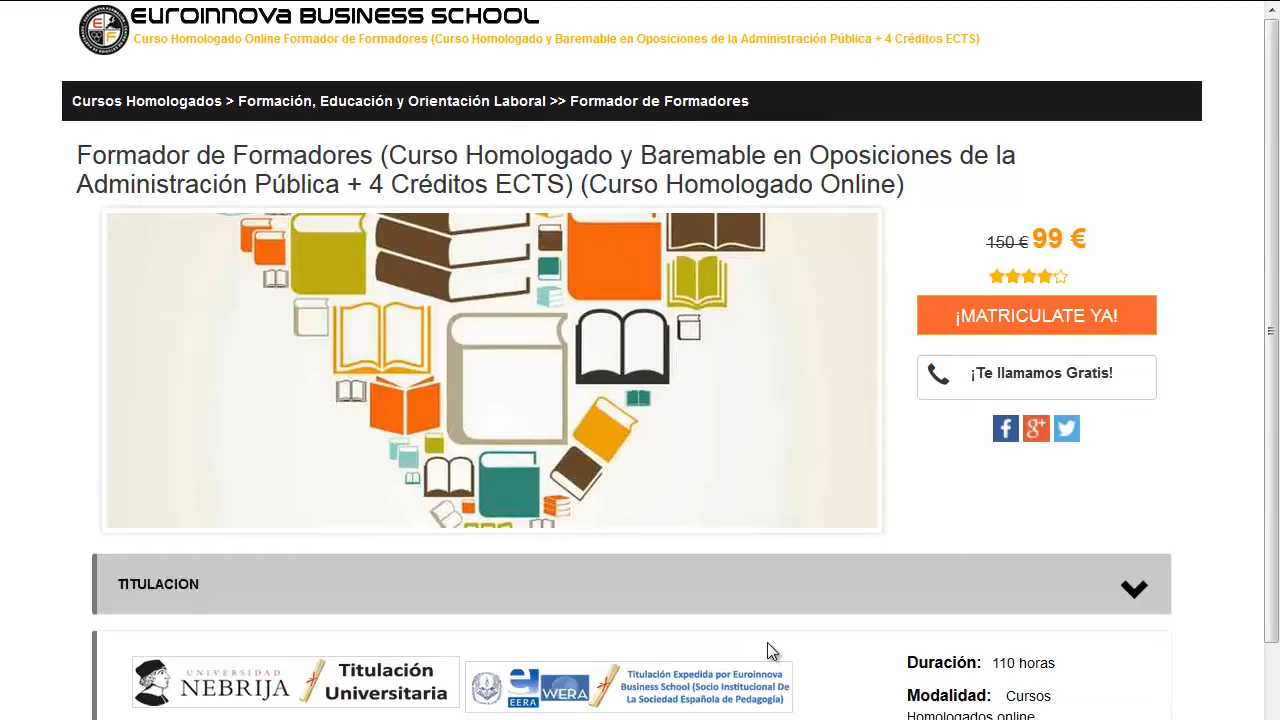 EUROINNOVA BUSINESS SCHOOL
Curso Homologado Online Formador de Formadores (Curso Homologado y Baremable en Oposiciones de la Administración Pública + 4 Créditos ECTS)
Cursos Homologados > Formación, Educación y Orientación Laboral >> Formador de Formadores
Formador de Formadores (Curso Homologado y Baremable en Oposiciones de la
Administración Pública + 4 Créditos ECTS) (Curso Homologado Online)
150 € 99 €
¡MATRICULATE YA!
¡Te llamamos Gratis!
TITULACION
UNIVERSIDAD
NEBRIJA
Titulación
Universitaria
EERA
WERA
Titulación Expedida por Euroinnova
Business School (Socio Institucional De
La Sociedad Española de Pedagogía)
Duración: 110 horas
Modalidad: Cursos
Homologados online